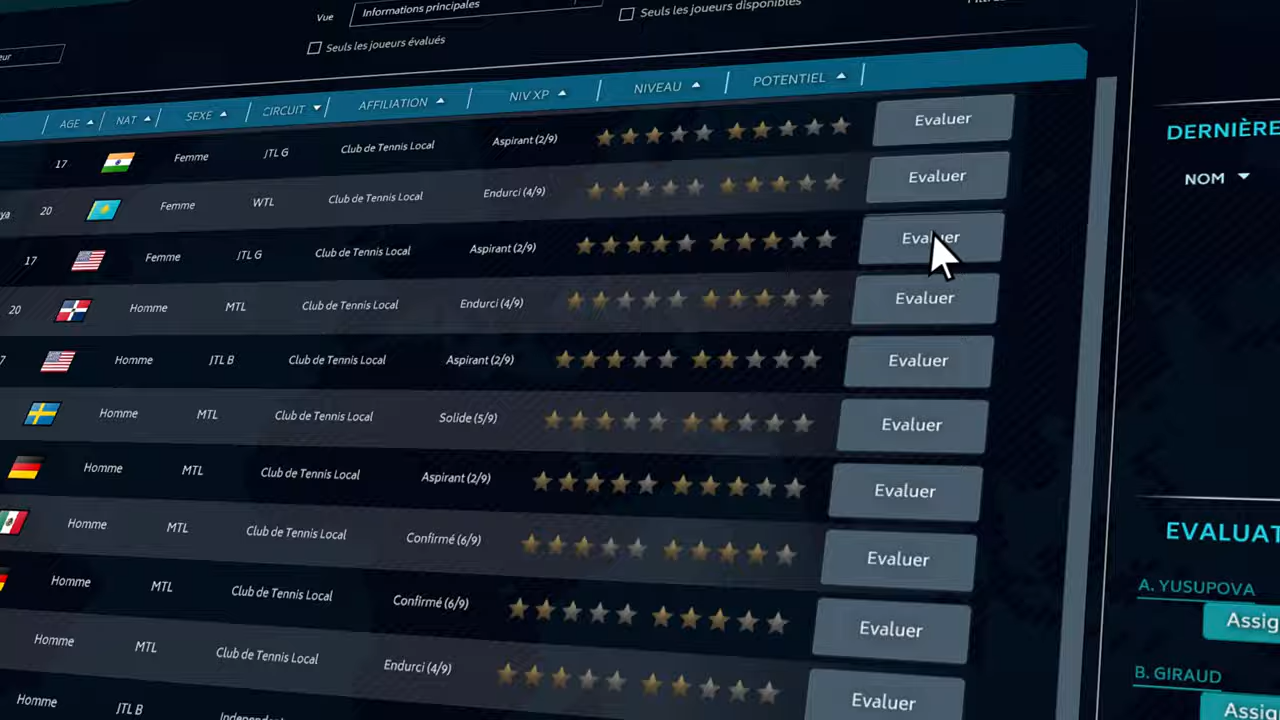 Vue Informations principales Seuls les joueurs disponibles
Seuls les joueurs évalués
AGE NAT SEXE CIRCUIT AFFILIATION NIV XP NIVEAU POTENTIEL
17 Femme JTL G Club de Tennis Local Aspirant (2/9) Evaluer
20 Femme WTL Club de Tennis Local Endurci (4/9) Evaluer
17 Femme JTL G Club de Tennis Local Aspirant (2/9) Evaluer
20 Homme MTL Club de Tennis Local Endurci (4/9) Evaluer
Homme JTL B Club de Tennis Local Aspirant (2/9) Evaluer
Homme MTL Club de Tennis Local Solide (5/9) Evaluer
Homme MTL Club de Tennis Local Aspirant (2/9) Evaluer
Homme MTL Club de Tennis Local Confirmé (6/9) Evaluer
Homme MTL Club de Tennis Local Confirmé (6/9) Evaluer
Homme MTL Club de Tennis Local Endurci (4/9) Evaluer
Homme JTL B Evaluer
DERNIÈRE
NOM
EVALUAT
A. YUSUPOVA
Assig
B. GIRAUD
Assig